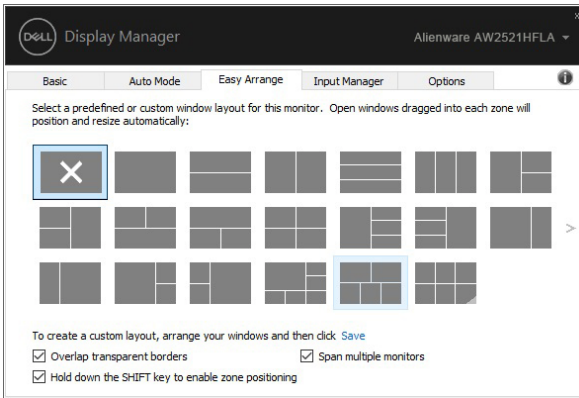 DELL Display Manager Alienware AW2521HFLA
Basic Auto Mode Easy Arrange Input Manager Options
Select a predefined or custom window layout for this monitor. Open windows dragged into each zone will
position and resize automatically:
To create a custom layout, arrange your windows and then click Save
Overlap transparent borders Span multiple monitors
Hold down the SHIFT key to enable zone positioning